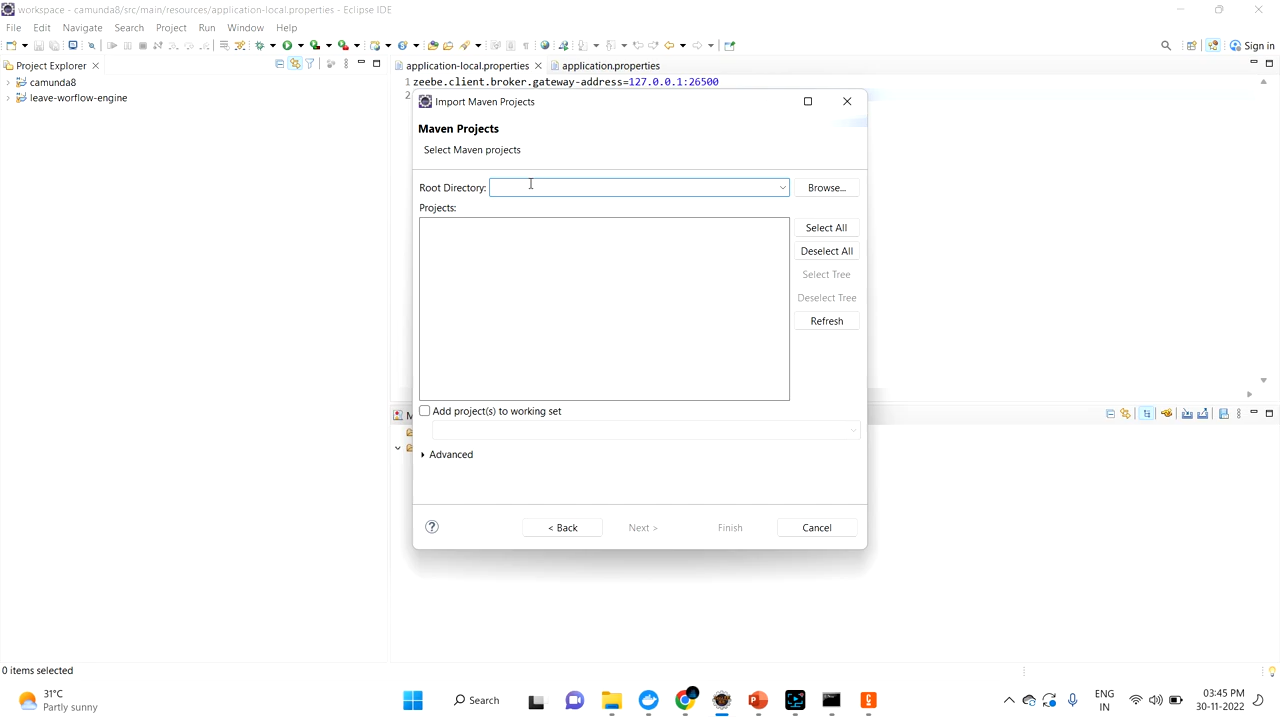 workspace - camunda8/src/main/resources/application-local.properties - Eclipse IDE
File Edit Navigate Search Project Run Window Help
Sign in
Project Explorer
application-local.properties
application.properties
camunda8
leave-worflow-engine
1 zeebe.client.broker.gateway-address=127.0.0.1:26500
2
Import Maven Projects
Maven Projects
Select Maven projects
Root Directory:
Browse...
Projects:
Select All
Deselect All
Select Tree
Deselect Tree
Refresh
Add project(s) to working set
Advanced
< Back
Next >
Finish
Cancel
0 items selected
31°C
Partly sunny
Search
ENG
IN
03:45 PM
30-11-2022